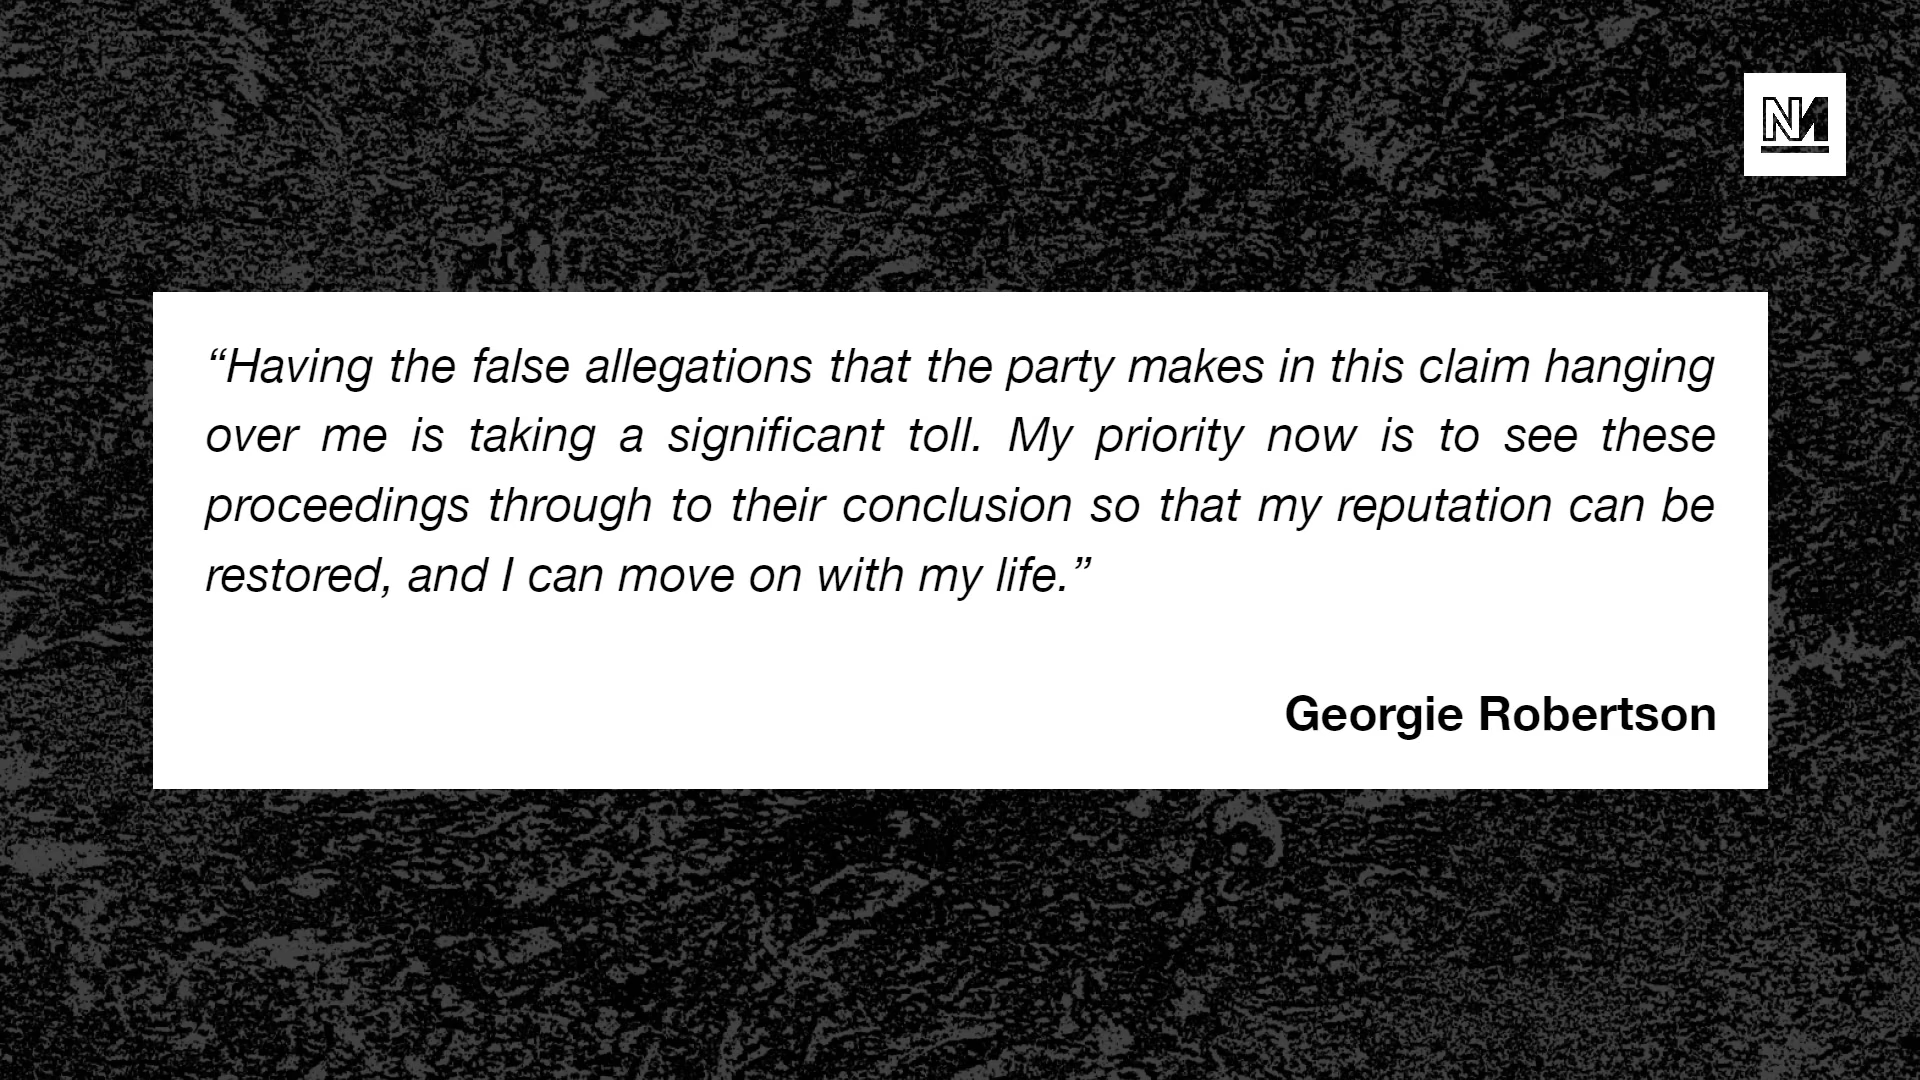 NM
“Having the false allegations that the party makes in this claim hanging
over me is taking a significant toll. My priority now is to see these
proceedings through to their conclusion so that my reputation can be
restored, and I can move on with my life.”
Georgie Robertson